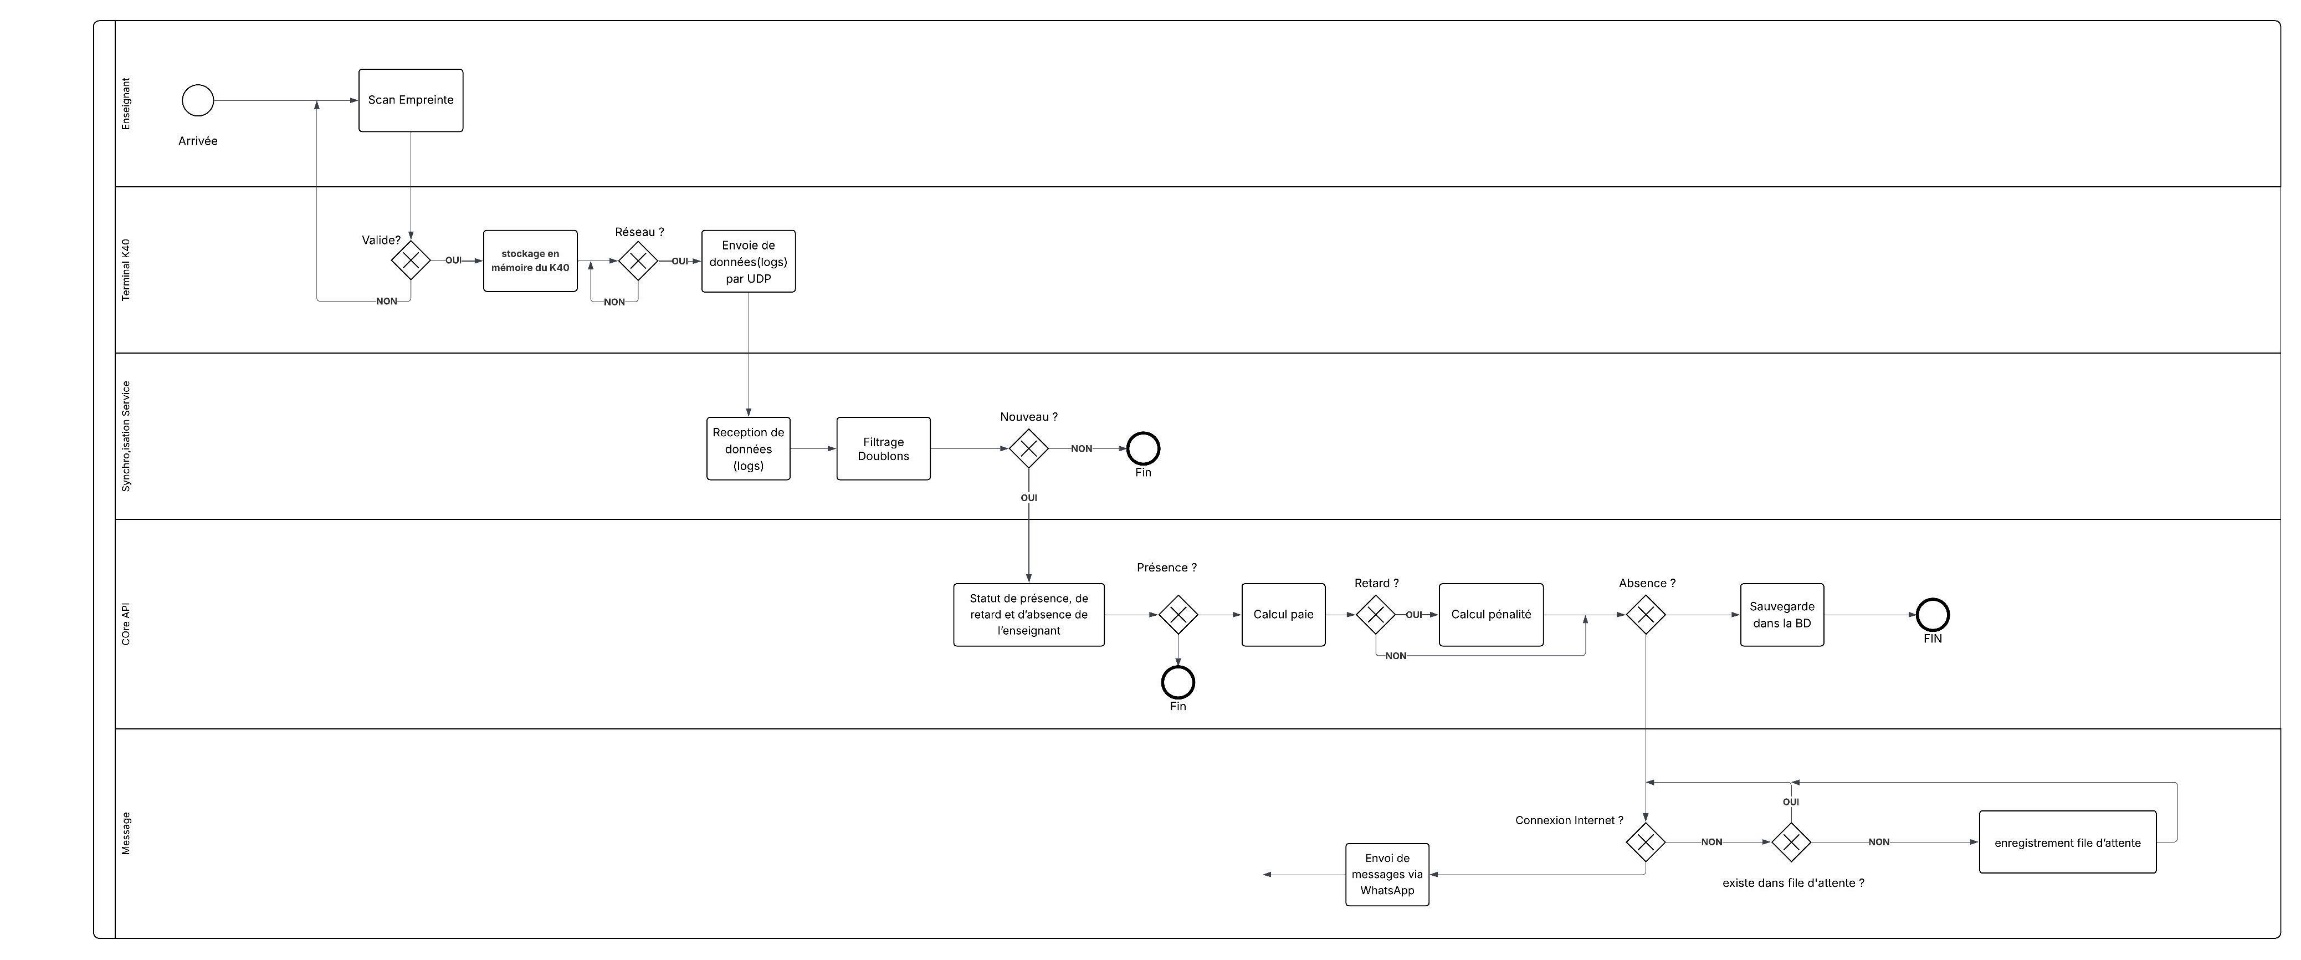 Enseignant
Arrivée
Scan Empreinte
Terminal K40
Valide?
OUI
NON
stockage en
mémoire du K40
Réseau ?
OUI
NON
Envoie de
données(logs)
par UDP
Synchro,isation Service
Reception de
données
(logs)
Filtrage
Doublons
Nouveau ?
NON
Fin
OUI
COre API
Statut de présence, de
retard et d'absence de
l'enseignant
Présence ?
Fin
Calcul paie
Retard ?
OUI
NON
Calcul pénalité
Absence ?
Sauvegarde
dans la BD
FIN
Message
Envoi de
messages via
WhatsApp
Connexion Internet ?
NON
OUI
existe dans file d'attente ?
NON
enregistrement file d'attente